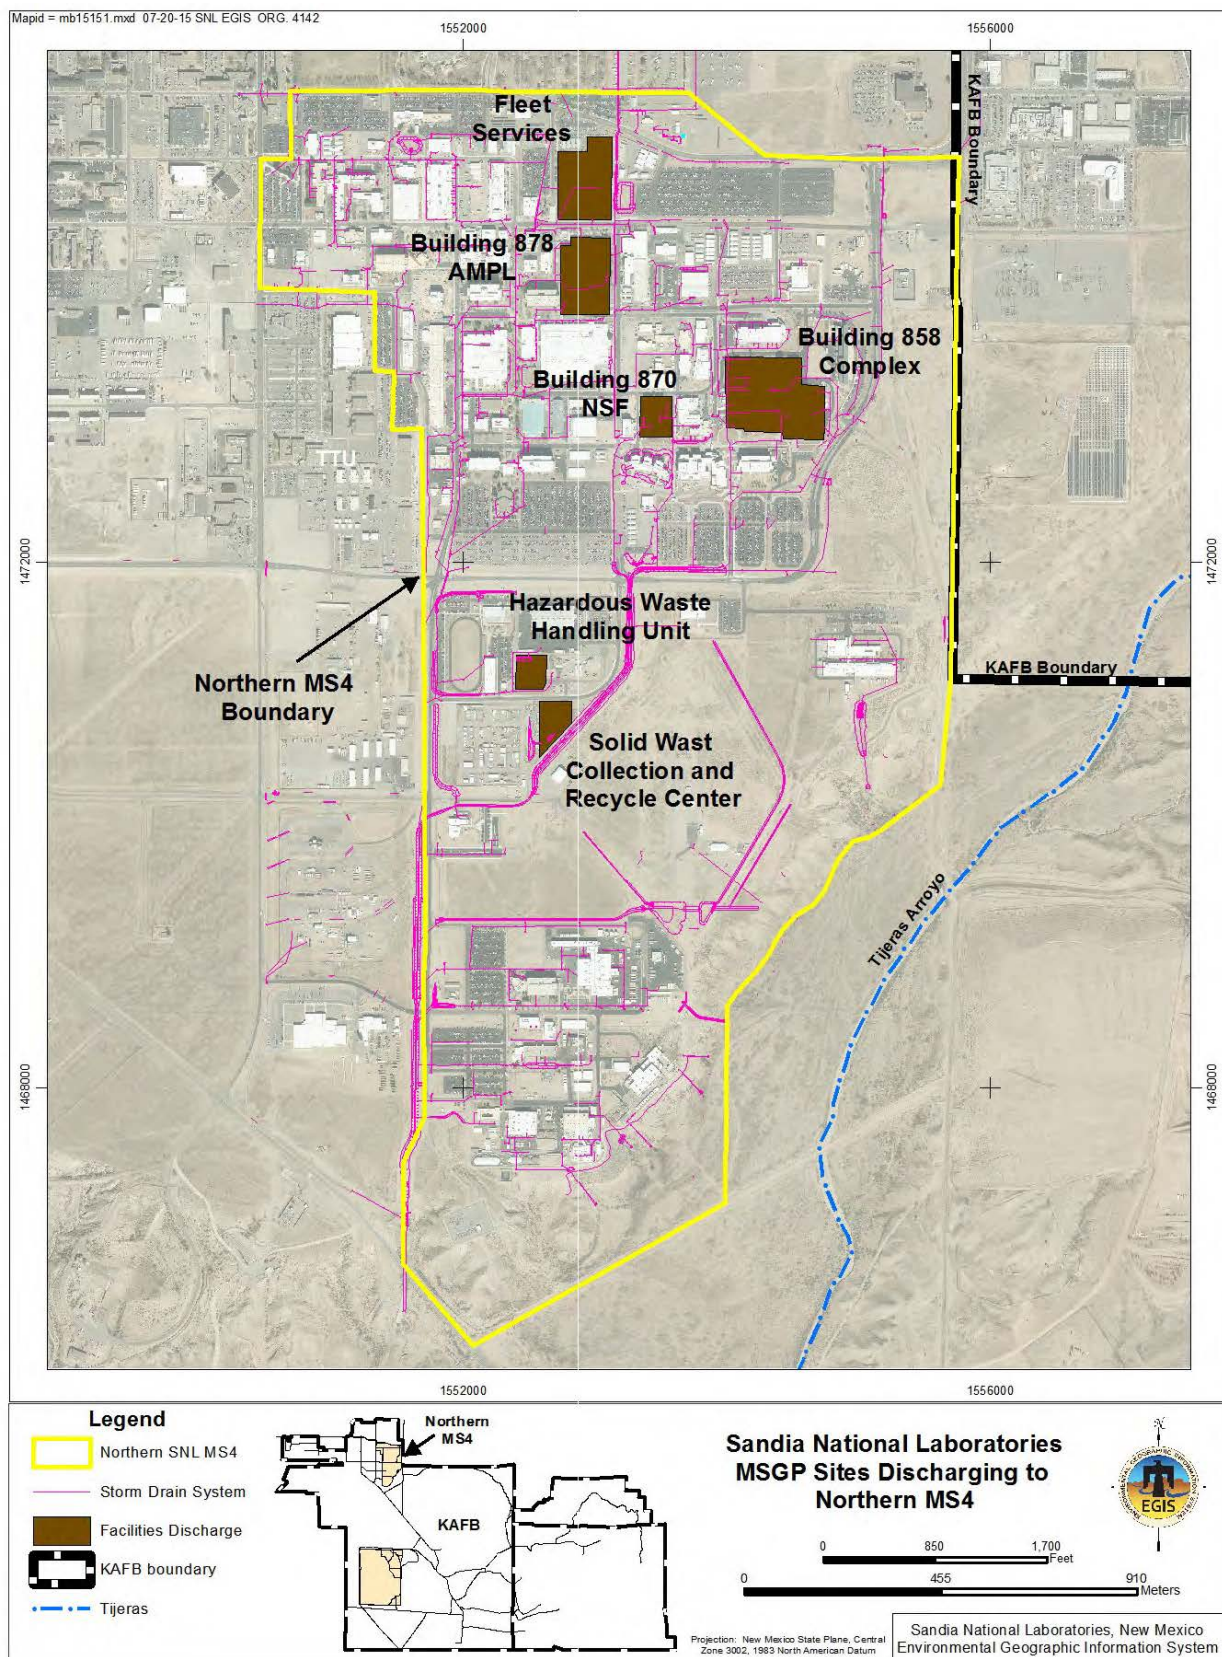 Mapid = mb15151.mxd 07-20-15 SNL EGIS ORG. 4142
1552000
1556000
Fleet
Services
KAFB Boundary
Building 878
AMPL
Building 858
Complex
Building 870
NSF
1472000
1472000
Hazardous Waste
Handling Unit
KAFB Boundary
Northern MS4
Boundary
Solid Wast
Collection and
Recycle Center
Tijeras Arroyo
1468000
1468000
1552000
1556000
Legend
Northern SNL MS4
Storm Drain System
Facilities Discharge
KAFB boundary
Tijeras
Northern
MS4
KAFB
Sandia National Laboratories
MSGP Sites Discharging to
Northern MS4
N
ENVIRONMENTAL GEOGRAPHIC INFORMATION SYSTEM
EGIS
0 850 1,700
Feet
0 455 910
Meters
Projection: New Mexico State Plane, Central
Zone 3002, 1983 North American Datum
Sandia National Laboratories, New Mexico
Environmental Geographic Information System